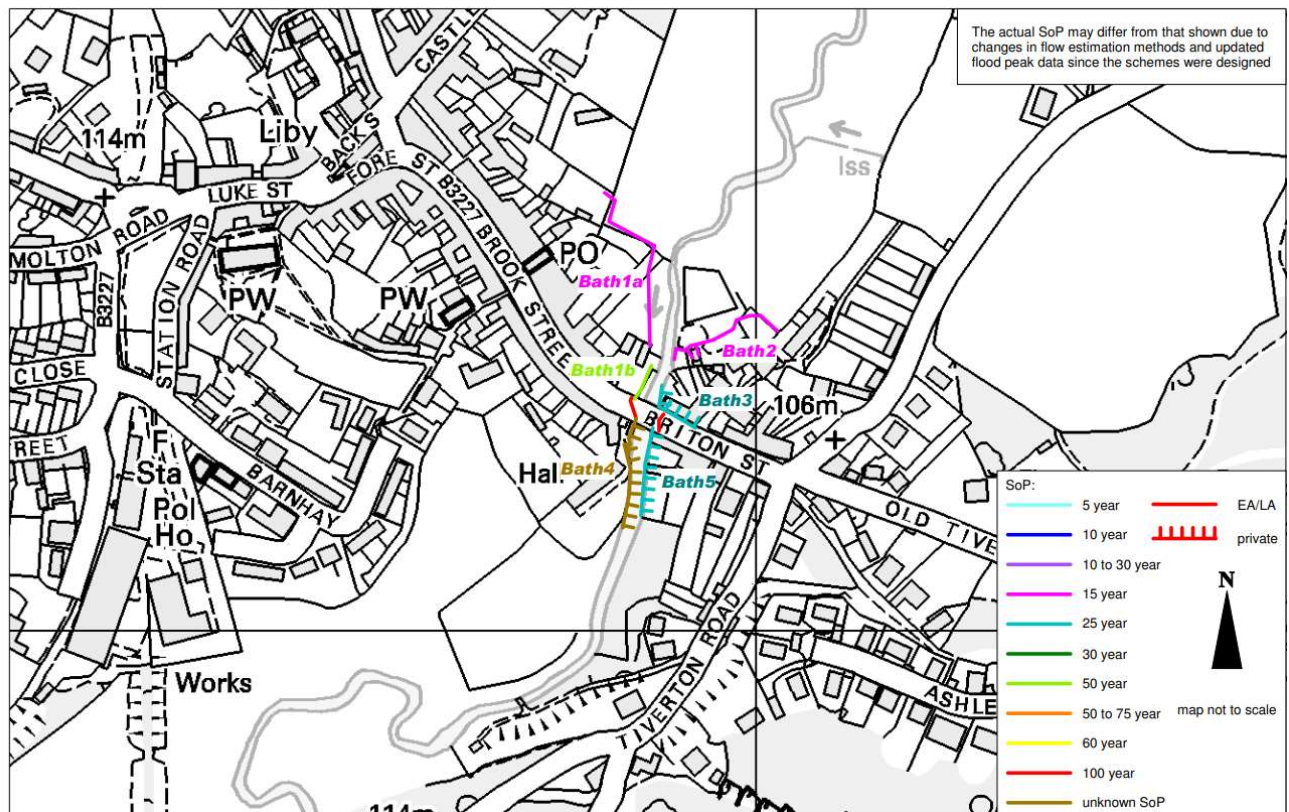 The actual SoP may differ from that shown due to
changes in flow estimation methods and updated
flood peak data since the schemes were designed
CASTL
114m
Liby
BACK S
FORE ST B3227 BROOK STREET
LUKE ST
Iss
MOLTON ROAD
STATION ROAD
B3227
PO
PW
PW
Bath1a
Bath2
Bath1b
Bath3
106m
CLOSE
BRITON ST
REET
F
Sta
Pol
Ho
BARNHAY
Hal
Bath4
Bath5
OLD TIVE
TIVERTON ROAD
Works
ASHLE
114m
SoP:
5 year
10 year
10 to 30 year
15 year
25 year
30 year
50 year
50 to 75 year
60 year
100 year
unknown SoP
EA/LA
private
N
map not to scale